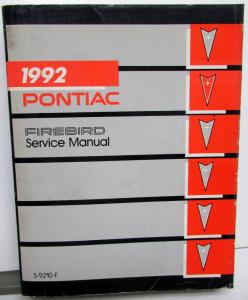 1992
PONTIAC
FIREBIRD
Service Manual
S-9210-F